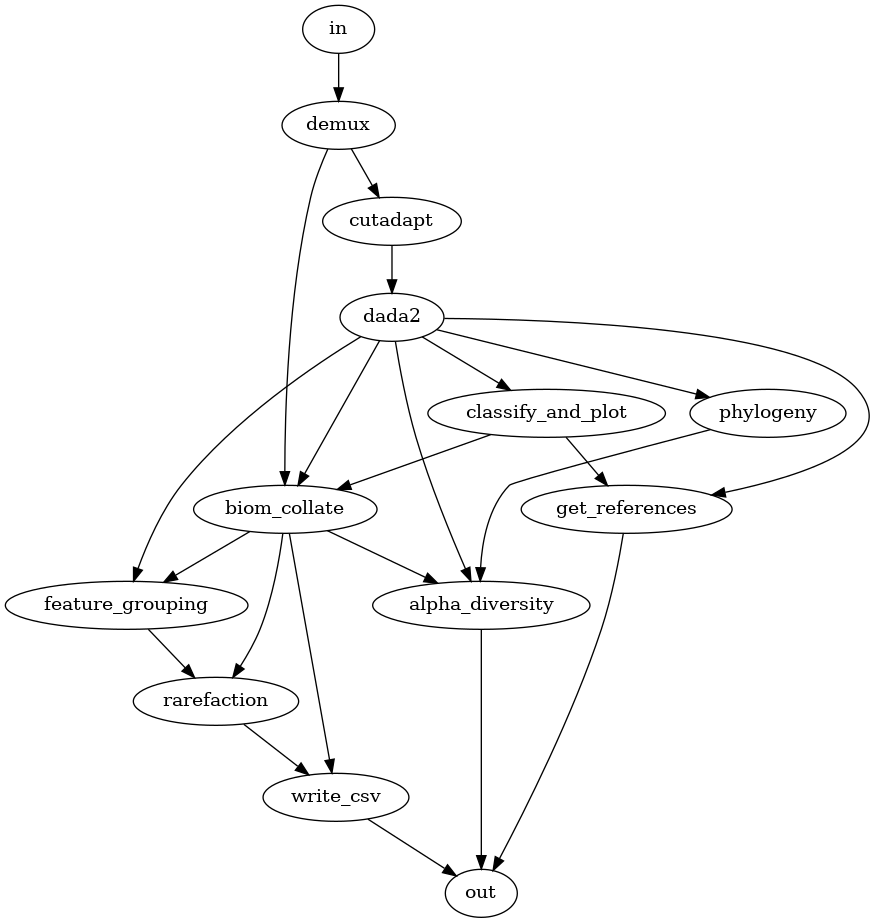 in
demux
cutadapt
dada2
classify_and_plot
phylogeny
biom_collate
get_references
feature_grouping
alpha_diversity
rarefaction
write_csv
out